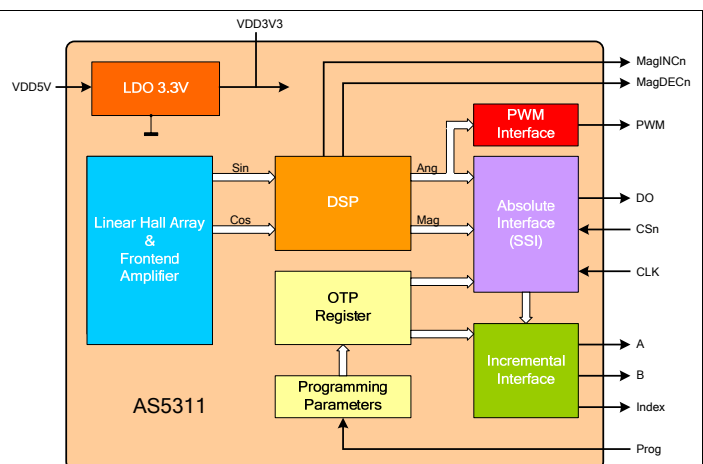 VDD3V3
VDD5V
LDO 3.3V
MagINCn
MagDECn
PWM
Interface
PWM
Sin
Cos
Linear Hall Array
&
Frontend
Amplifier
DSP
Ang
Mag
Absolute
Interface
(SSI)
DO
CSn
CLK
OTP
Register
Programming
Parameters
Incremental
Interface
A
B
Index
Prog
AS5311